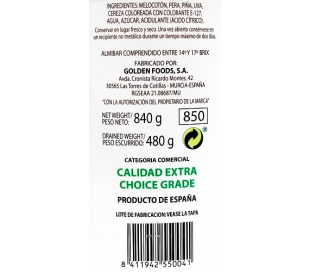 INGREDIENTES: MELOCOTÓN, PERA, PIÑA, UVA,
CEREZA COLOREADA CON COLORANTE E-127,
AGUA, AZÚCAR, ACIDULANTE (ÁCIDO CÍTRICO).
Conservar en lugar fresco y seco. Una vez abierto consérvese en
un recipiente no metálico durante un tiempo máximo de dos días.
ALMIBAR COMPRENDIDO ENTRE 14º Y 17º BRIX
FABRICADO POR:
GOLDEN FOODS, S.A.
Avda. Cronista Ricardo Montes, 42
30565 Las Torres de Cotillas - MURCIA-ESPAÑA
RGSEAA 21.08687/MU
"CON LA AUTORIZACIÓN DEL PROPIETARIO DE LA MARCA"
NET WEIGHT/
PESO NETO: 840 g 850
DRAINED WEIGHT/
PESO ESCURRIDO: 480 g
CATEGORIA COMERCIAL
CALIDAD EXTRA
CHOICE GRADE
PRODUCTO DE ESPAÑA
LOTE DE FABRICACION: VEASE LA TAPA
8 411942 550041